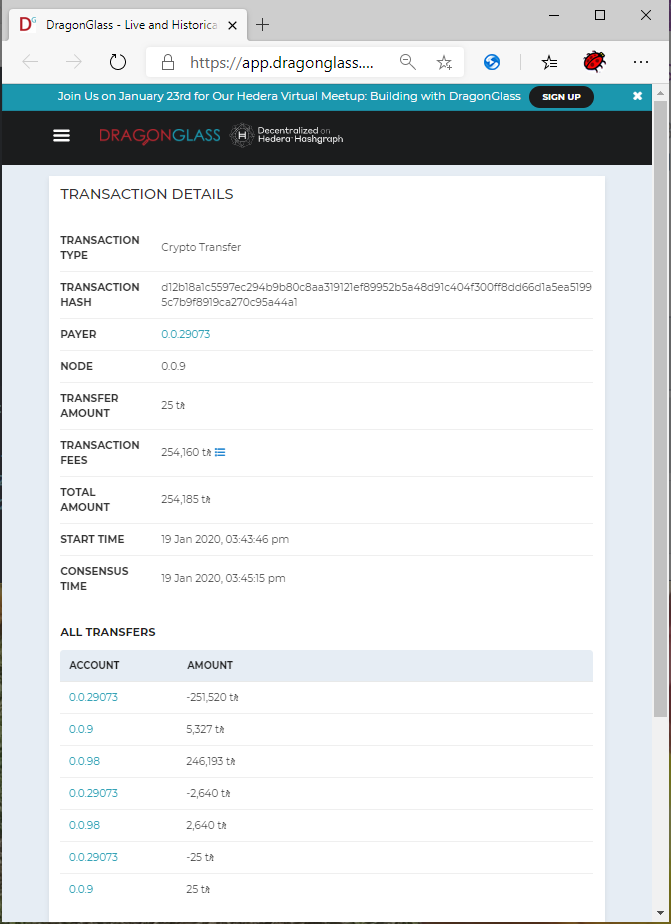 DragonGlass - Live and Historica
https://app.dragonglass....
Join Us on January 23rd for Our Hedera Virtual Meetup: Building with DragonGlass SIGN UP
DRAGONGLASS Decentralized on
Hedera Hashgraph
TRANSACTION DETAILS
TRANSACTION
TYPE
Crypto Transfer
TRANSACTION
HASH
d12b18a1c5597ec294b9b80c8aa319121ef89952b5a48d91c404f300ff8dd66d1a5ea5199
5c7b9f8919ca270c95a44a1
PAYER 0.0.29073
NODE 0.0.9
TRANSFER
AMOUNT
25 tℏ
TRANSACTION
FEES
254,160 tℏ
TOTAL
AMOUNT
254,185 tℏ
START TIME 19 Jan 2020, 03:43:46 pm
CONSENSUS
TIME
19 Jan 2020, 03:45:15 pm
ALL TRANSFERS
ACCOUNT AMOUNT
0.0.29073 -251,520 tℏ
0.0.9 5,327 tℏ
0.0.98 246,193 tℏ
0.0.29073 -2,640 tℏ
0.0.98 2,640 tℏ
0.0.29073 -25 tℏ
0.0.9 25 tℏ